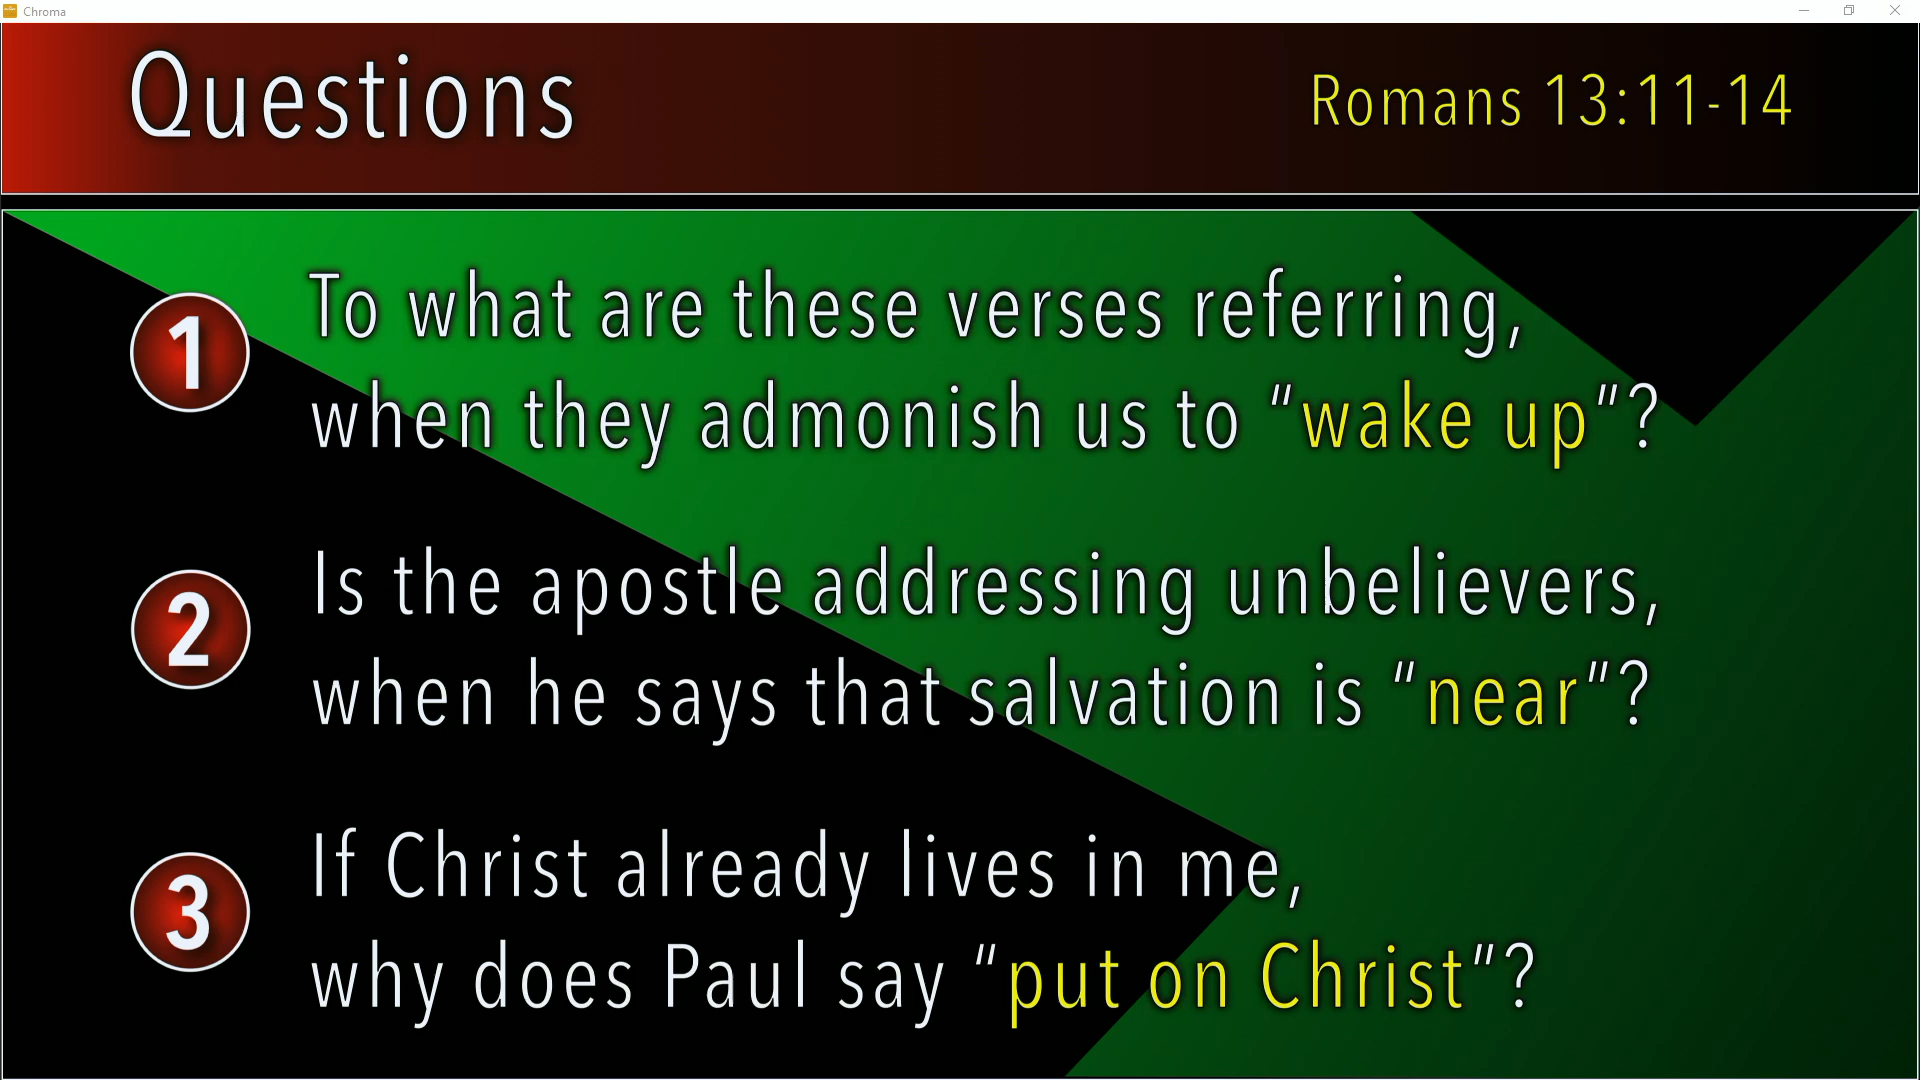 Chroma
Questions
Romans 13:11-14
1
To what are these verses referring,
when they admonish us to “wake up”?
2
Is the apostle addressing unbelievers,
when he says that salvation is “near”?
3
If Christ already lives in me,
why does Paul say “put on Christ”?